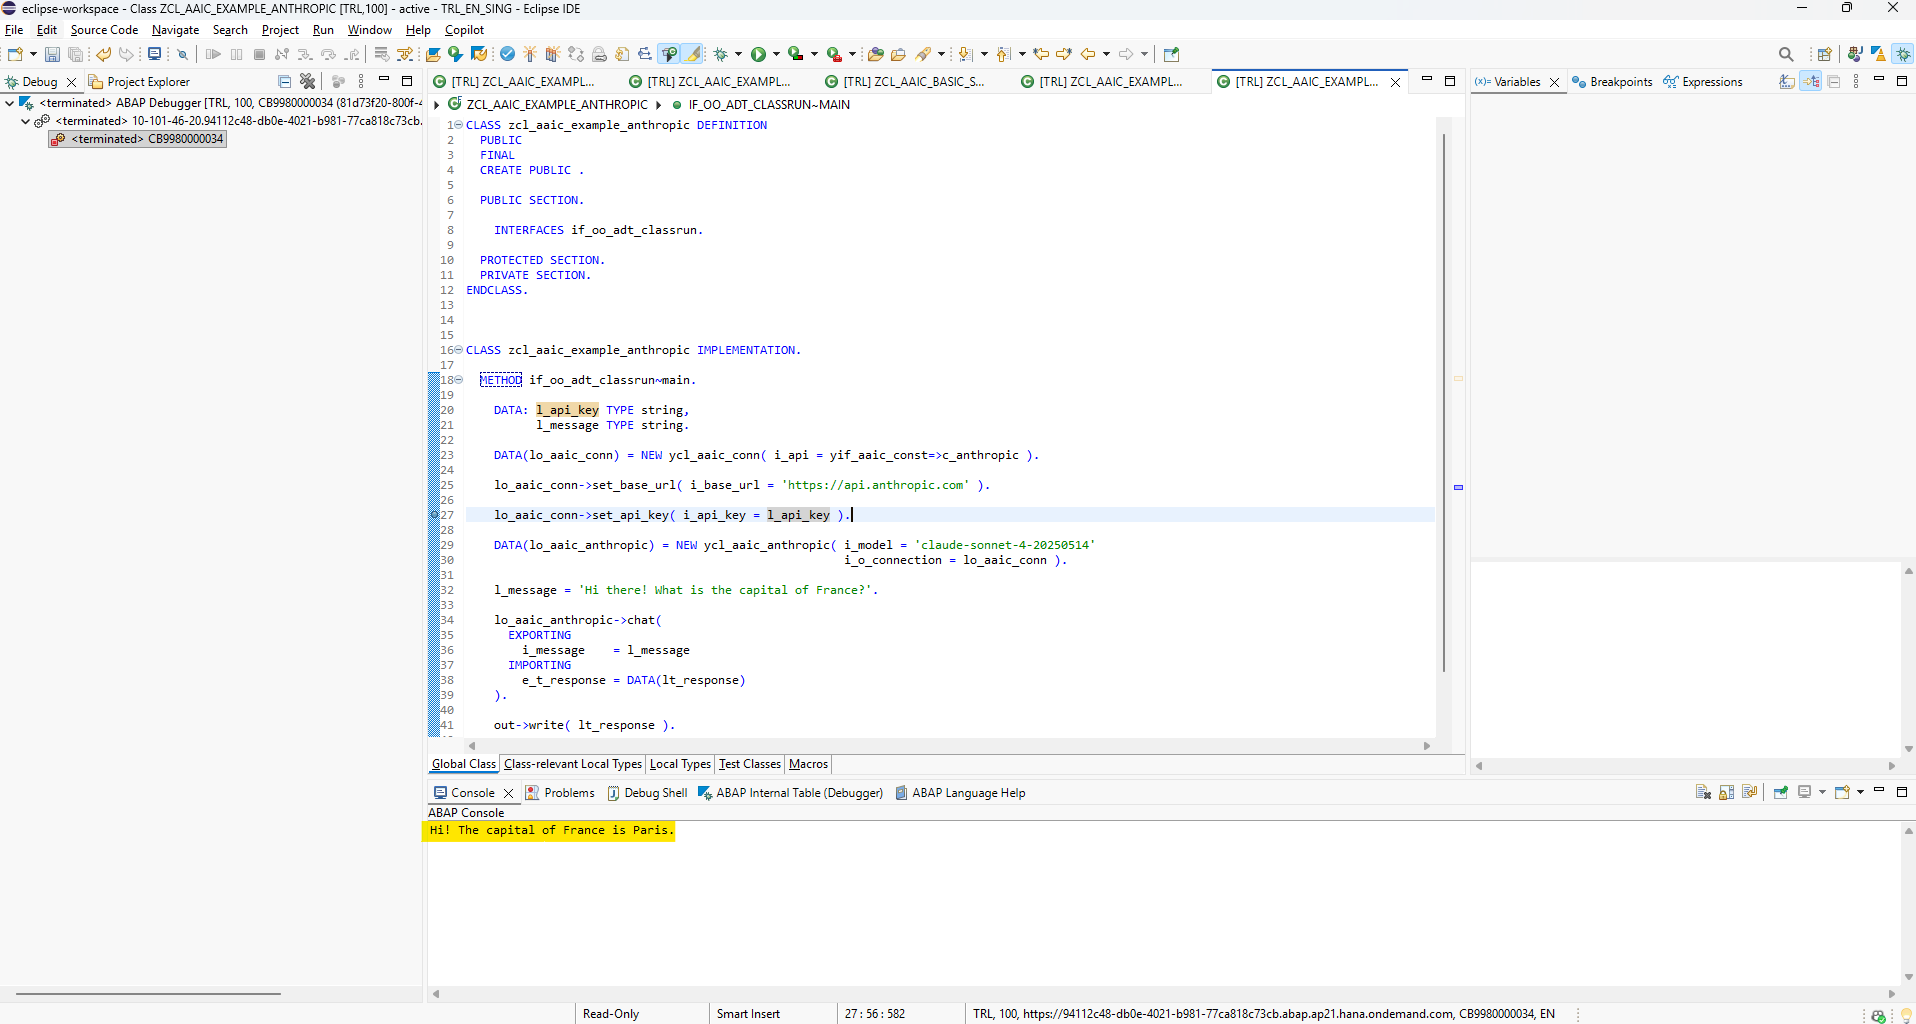 eclipse-workspace - Class ZCL_AAIC_EXAMPLE_ANTHROPIC [TRL,100] - active - TRL_EN_SING - Eclipse IDE
File Edit Source Code Navigate Search Project Run Window Help Copilot
Debug Project Explorer
<terminated> ABAP Debugger [TRL, 100, CB9980000034 (81d73f20-800f-4
<terminated> 10-101-46-20.94112c48-db0e-4021-b981-77ca818c73cb.
<terminated> CB9980000034
[TRL] ZCL_AAIC_EXAMPL... [TRL] ZCL_AAIC_EXAMPL... [TRL] ZCL_AAIC_BASIC_S... [TRL] ZCL_AAIC_EXAMPL... [TRL] ZCL_AAIC_EXAMPL...
ZCL_AAIC_EXAMPLE_ANTHROPIC IF_OO_ADT_CLASSRUN~MAIN
1 CLASS zcl_aaic_example_anthropic DEFINITION
2 PUBLIC
3 FINAL
4 CREATE PUBLIC .
5
6 PUBLIC SECTION.
7
8 INTERFACES if_oo_adt_classrun.
9
10 PROTECTED SECTION.
11 PRIVATE SECTION.
12 ENDCLASS.
13
14
15
16 CLASS zcl_aaic_example_anthropic IMPLEMENTATION.
17
18 METHOD if_oo_adt_classrun~main.
19
20 DATA: l_api_key TYPE string,
21 l_message TYPE string.
22
23 DATA(lo_aaic_conn) = NEW ycl_aaic_conn( i_api = yif_aaic_const=>c_anthropic ).
24
25 lo_aaic_conn->set_base_url( i_base_url = 'https://api.anthropic.com' ).
26
27 lo_aaic_conn->set_api_key( i_api_key = l_api_key ).
28
29 DATA(lo_aaic_anthropic) = NEW ycl_aaic_anthropic( i_model = 'claude-sonnet-4-20250514'
30 i_o_connection = lo_aaic_conn ).
31
32 l_message = 'Hi there! What is the capital of France?'.
33
34 lo_aaic_anthropic->chat(
35 EXPORTING
36 i_message = l_message
37 IMPORTING
38 e_t_response = DATA(lt_response)
39 ).
40
41 out->write( lt_response ).
Global Class Class-relevant Local Types Local Types Test Classes Macros
(x)= Variables Breakpoints Expressions
Console Problems Debug Shell ABAP Internal Table (Debugger) ABAP Language Help
ABAP Console
Hi! The capital of France is Paris.
Read-Only Smart Insert 27 : 56 : 582 TRL, 100, https://94112c48-db0e-4021-b981-77ca818c73cb.abap.ap21.hana.ondemand.com, CB9980000034, EN